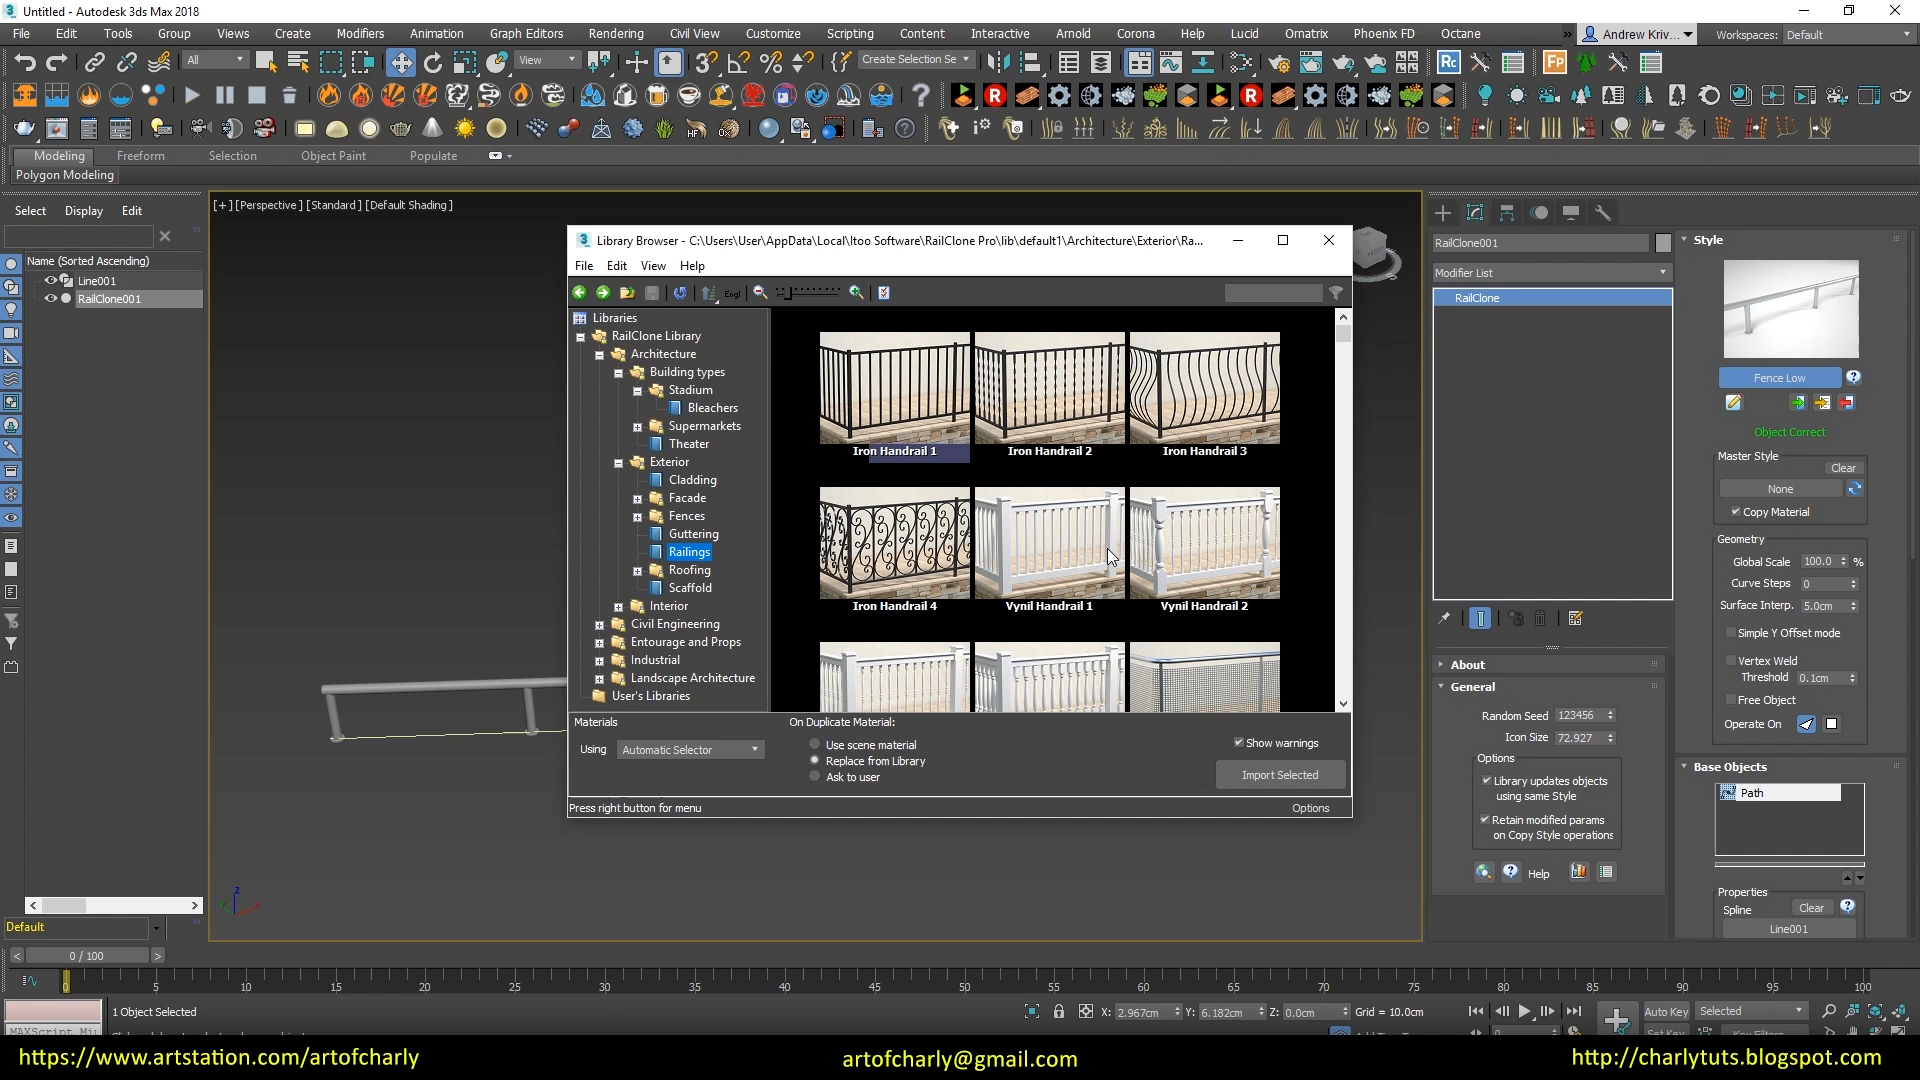 Untitled - Autodesk 3ds Max 2018
File Edit Tools Group Views Create Modifiers Animation Graph Editors Rendering Civil View Customize Scripting Content Interactive Arnold Corona Help Lucid Ornatrix Phoenix FD Octane
Andrew Kriv... Workspaces: Default
All View Create Selection Se
Modeling Freeform Selection Object Paint Populate
Polygon Modeling
Select Display Edit
[+] [Perspective] [Standard] [Default Shading]
Name (Sorted Ascending)
Line001
RailClone001
Library Browser - C:\Users\User\AppData\Local\Itoo Software\RailClone Pro\lib\default1\Architecture\Exterior\Ra...
File Edit View Help
Engl
Libraries
RailClone Library
Architecture
Building types
Stadium
Bleachers
Supermarkets
Theater
Exterior
Cladding
Facade
Fences
Guttering
Railings
Roofing
Scaffold
Interior
Civil Engineering
Entourage and Props
Industrial
Landscape Architecture
User's Libraries
Iron Handrail 1 Iron Handrail 2 Iron Handrail 3
Iron Handrail 4 Vynil Handrail 1 Vynil Handrail 2
Materials
Using Automatic Selector
On Duplicate Material:
Use scene material
Replace from Library
Ask to user
Show warnings
Import Selected
Press right button for menu
Options
RailClone001
Modifier List
RailClone
About
General
Random Seed 123456
Icon Size 72.927
Options
Library updates objects
using same Style
Retain modified params
on Copy Style operations
Help
Style
Fence Low
Object Correct
Master Style
Clear
None
Copy Material
Geometry
Global Scale 100.0 %
Curve Steps 0
Surface Interp. 5.0cm
Simple Y Offset mode
Vertex Weld
Threshold 0.1cm
Free Object
Operate On
Base Objects
Path
Properties
Spline Clear
Line001
Default
0 / 100
0 5 10 15 20 25 30 35 40 45 50 55 60 65 70 75 80 85 90 95 100
1 Object Selected
X: 2.967cm Y: 6.182cm Z: 0.0cm Grid = 10.0cm
Auto Key Selected
MAXScript Mi
https://www.artstation.com/artofcharly
artofcharly@gmail.com
http://charlytuts.blogspot.com